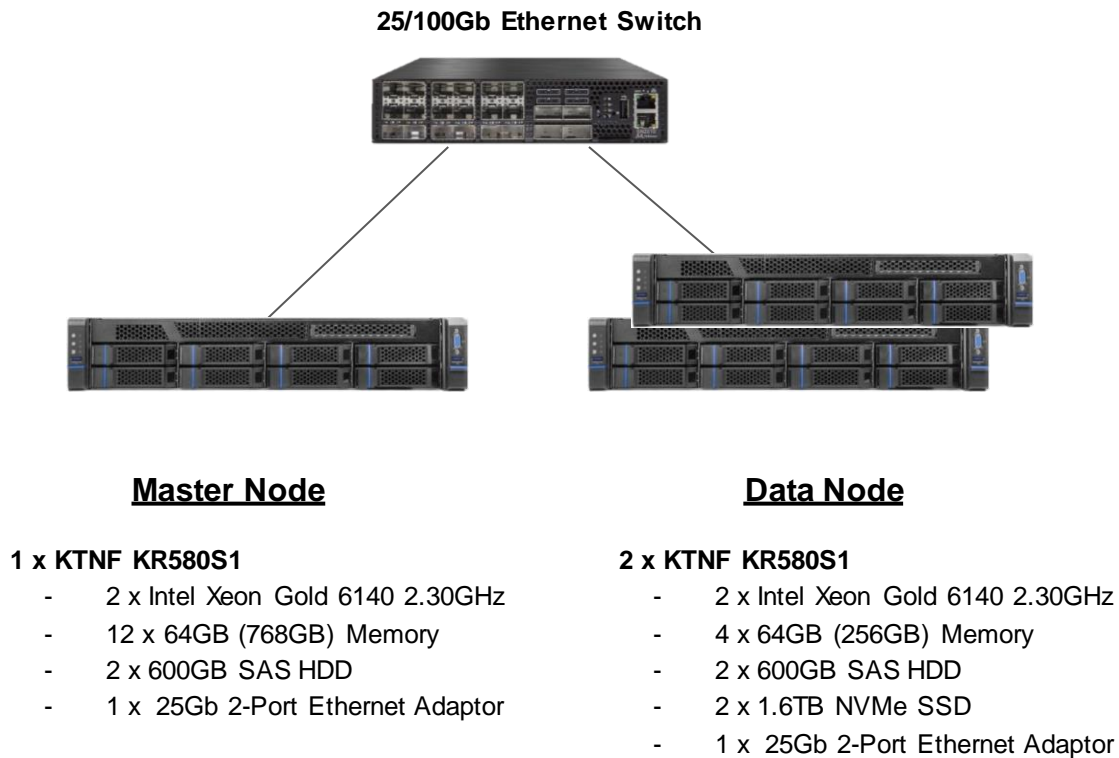 25/100Gb Ethernet Switch
Master Node
1 x KTNF KR580S1
- 2 x Intel Xeon Gold 6140 2.30GHz
- 12 x 64GB (768GB) Memory
- 2 x 600GB SAS HDD
- 1 x 25Gb 2-Port Ethernet Adaptor
Data Node
2 x KTNF KR580S1
- 2 x Intel Xeon Gold 6140 2.30GHz
- 4 x 64GB (256GB) Memory
- 2 x 600GB SAS HDD
- 2 x 1.6TB NVMe SSD
- 1 x 25Gb 2-Port Ethernet Adaptor